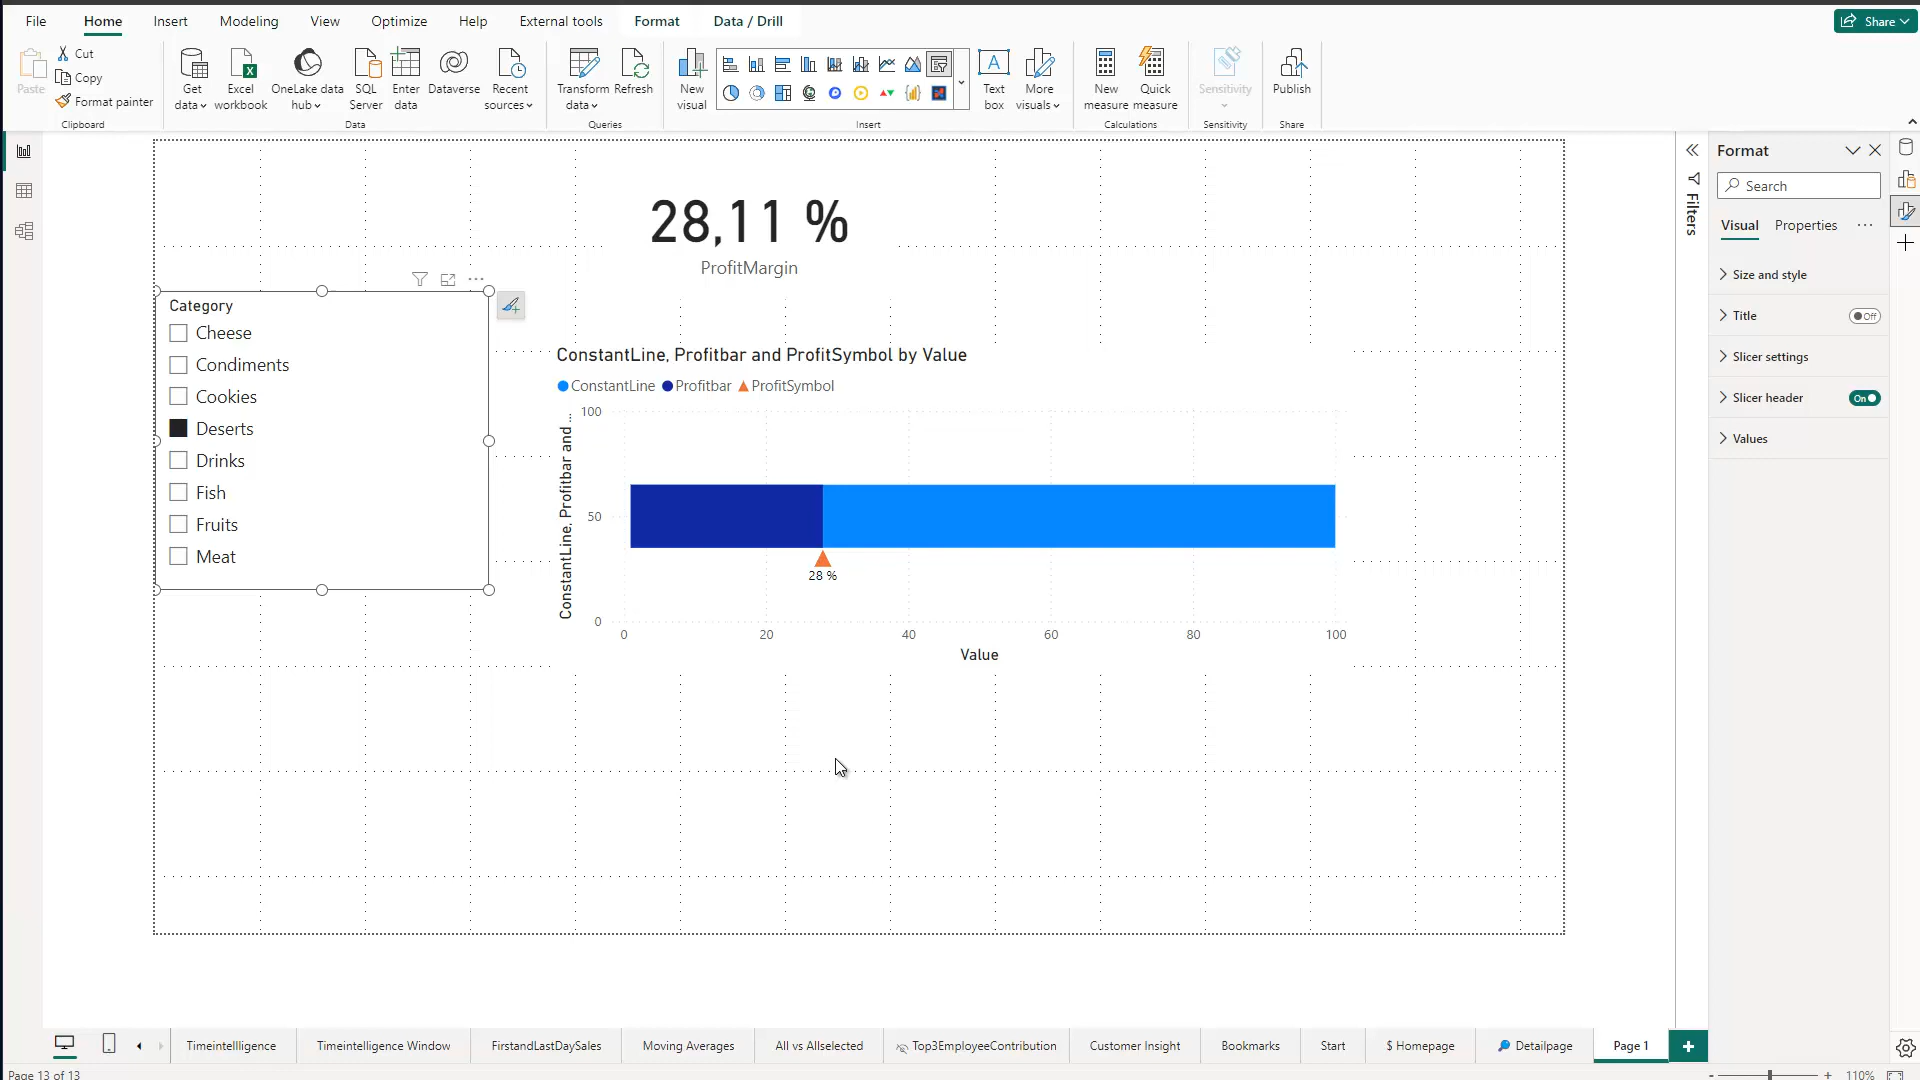 File
Home
Insert
Modeling
View
Optimize
Help
External tools
Format
Data / Drill
Share
Paste
Cut
Copy
Format painter
Clipboard
Get data
Excel workbook
OneLake data hub
SQL Server
Enter data
Dataverse
Recent sources
Data
Transform data
Refresh
Queries
New visual
Text box
More visuals
Insert
New measure
Quick measure
Calculations
Sensitivity
Sensitivity
Publish
Share
28,11 %
ProfitMargin
Category
Cheese
Condiments
Cookies
Deserts
Drinks
Fish
Fruits
Meat
ConstantLine, Profitbar and ProfitSymbol by Value
ConstantLine
Profitbar
ProfitSymbol
ConstantLine, Profitbar and ...
100
50
0
28 %
0
20
40
60
80
100
Value
Filters
Format
Search
Visual
Properties
Size and style
Title
Off
Slicer settings
Slicer header
On
Values
Timeintelligence
Timeintelligence Window
FirstandLastDaySales
Moving Averages
All vs Allselected
Top3EmployeeContribution
Customer Insight
Bookmarks
Start
$ Homepage
Detailpage
Page 1
Page 13 of 13
110%